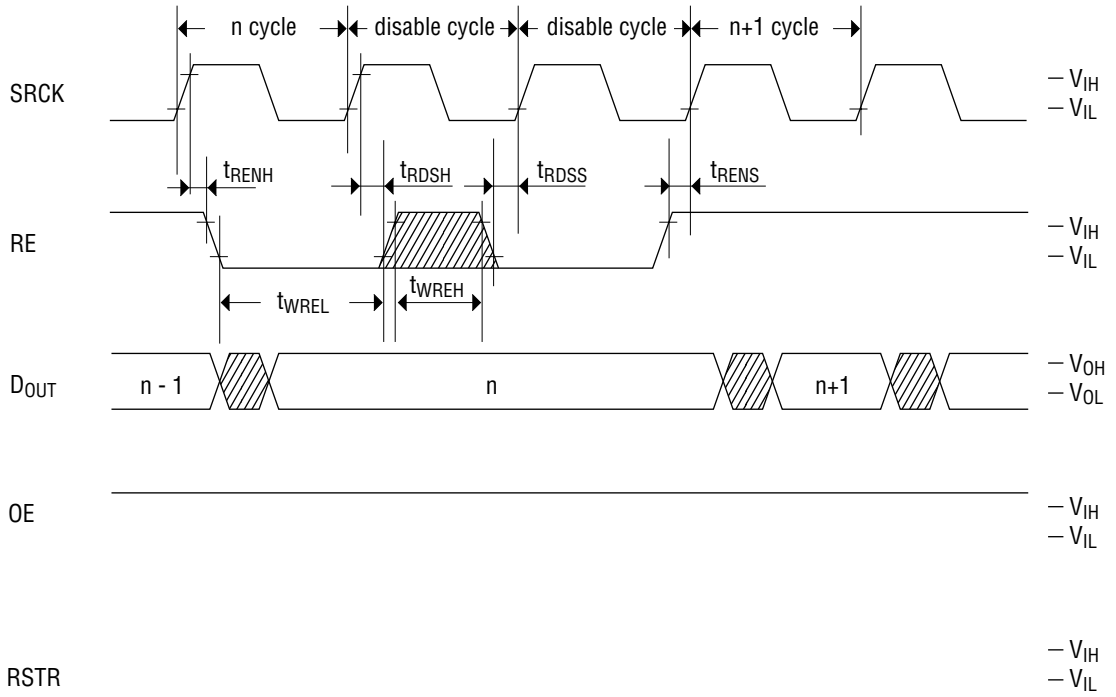 n cycle disable cycle disable cycle n+1 cycle
SRCK
VIH
VIL
tRENH tRDSH tRDSS tRENS
RE
VIH
VIL
tWREL tWREH
DOUT n - 1 n n+1
VOH
VOL
OE
VIH
VIL
RSTR
VIH
VIL